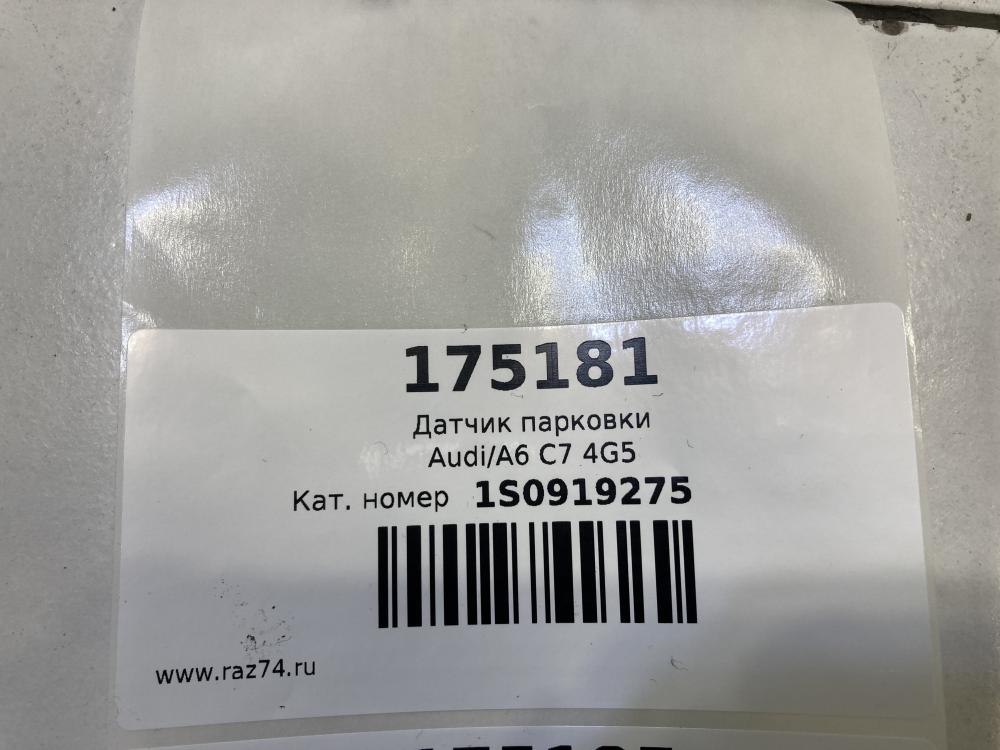 175181
Датчик парковки
Audi/A6 C7 4G5
Кат. номер 1S0919275
www.raz74.ru